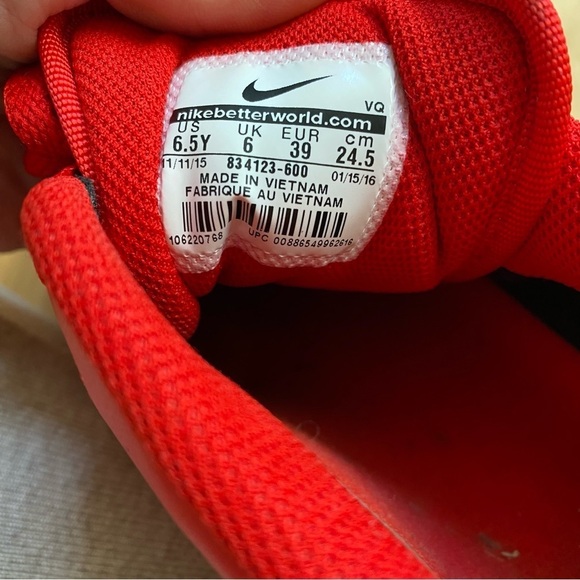 VQ
nikebetterworld.com
US UK EUR cm
6.5Y 6 39 24.5
11/11/15 834123-600 01/15/16
MADE IN VIETNAM
FABRIQUE AU VIETNAM
106220768 UPC 00886549962616